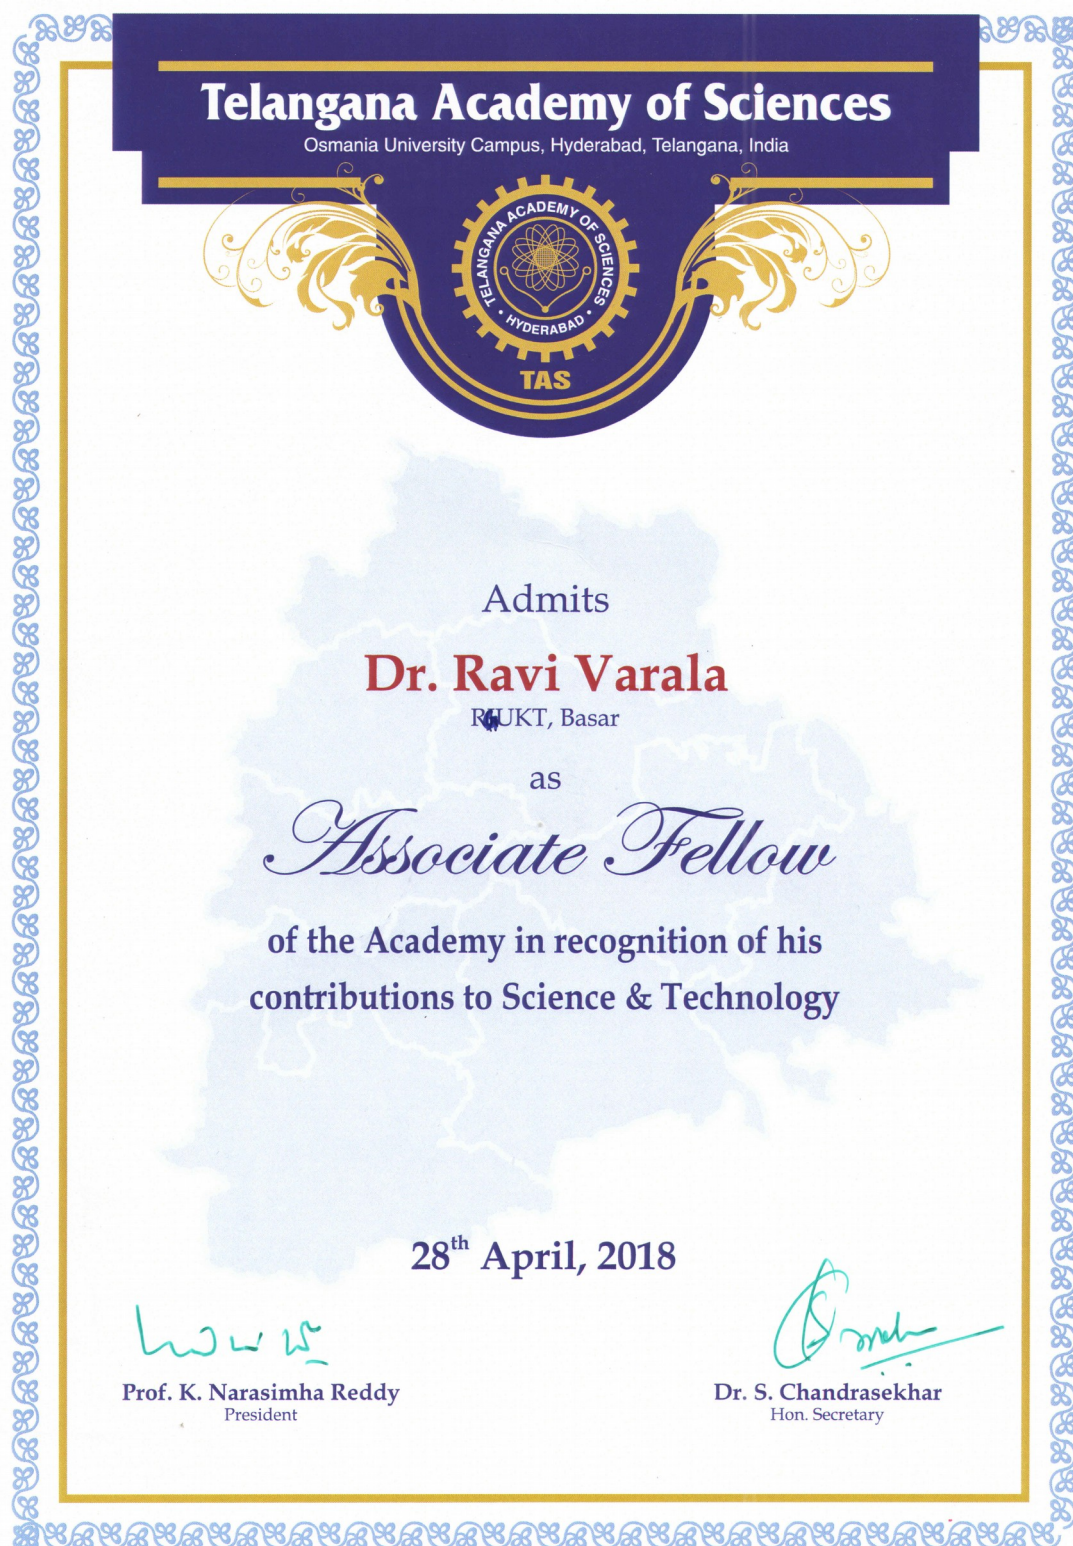 Telangana Academy of Sciences
Osmania University Campus, Hyderabad, Telangana, India
TELANGANA ACADEMY OF SCIENCES
• HYDERABAD •
TAS
Admits
Dr. Ravi Varala
RGUKT, Basar
as
Associate Fellow
of the Academy in recognition of his
contributions to Science & Technology
28th April, 2018
Prof. K. Narasimha Reddy
President
Dr. S. Chandrasekhar
Hon. Secretary